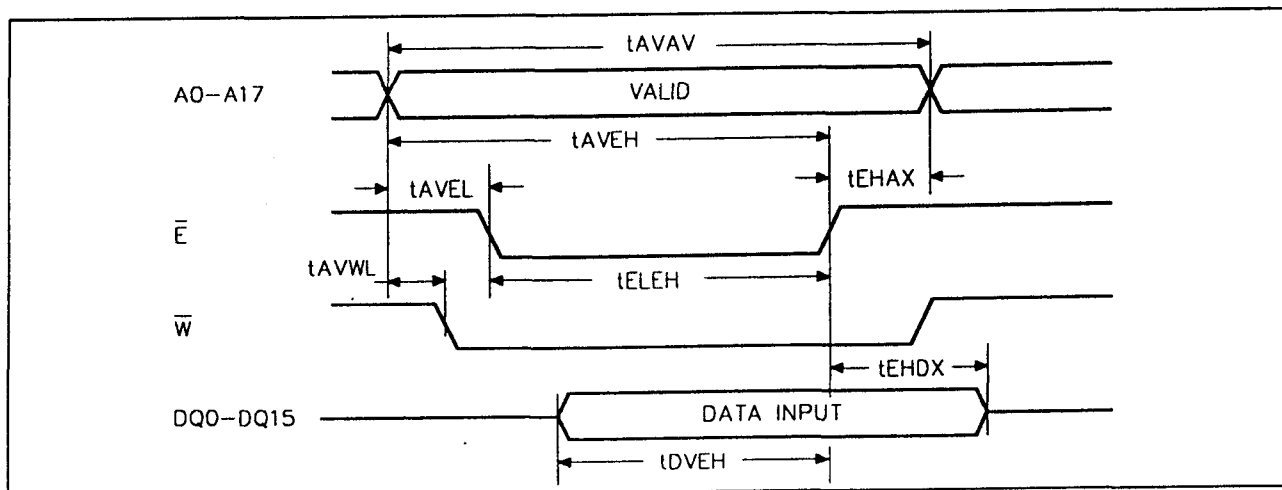 tAVAV
A0-A17
VALID
tAVEH
tAVEL
tEHAX
E
tAVWL
tELEH
W
tEHDX
DQ0-DQ15
DATA INPUT
tDVEH